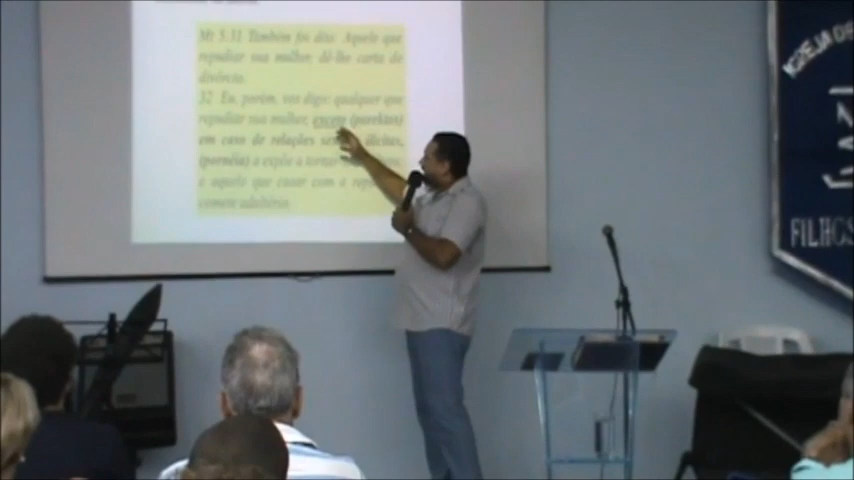 Mt 5.31 Também foi dito: Aquele que
repudiar sua mulher, dê-lhe carta de
divórcio.
32 Eu, porém, vos digo: qualquer que
repudiar sua mulher, exceto (parektos)
em caso de relações ilícitas,
(pornéia) a expõe a
e aquele que casar com a
comete adultério.
IGREJA
FILHOS